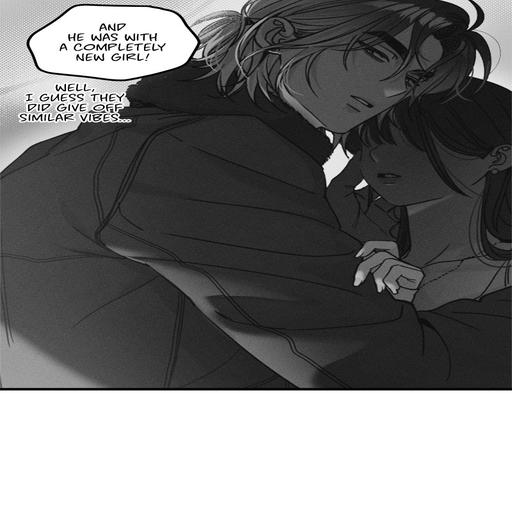 AND
HE WAS WITH
A COMPLETELY
NEW GIRL!
WELL,
I GUESS THEY
DID GIVE OFF
SIMILAR VIBES...